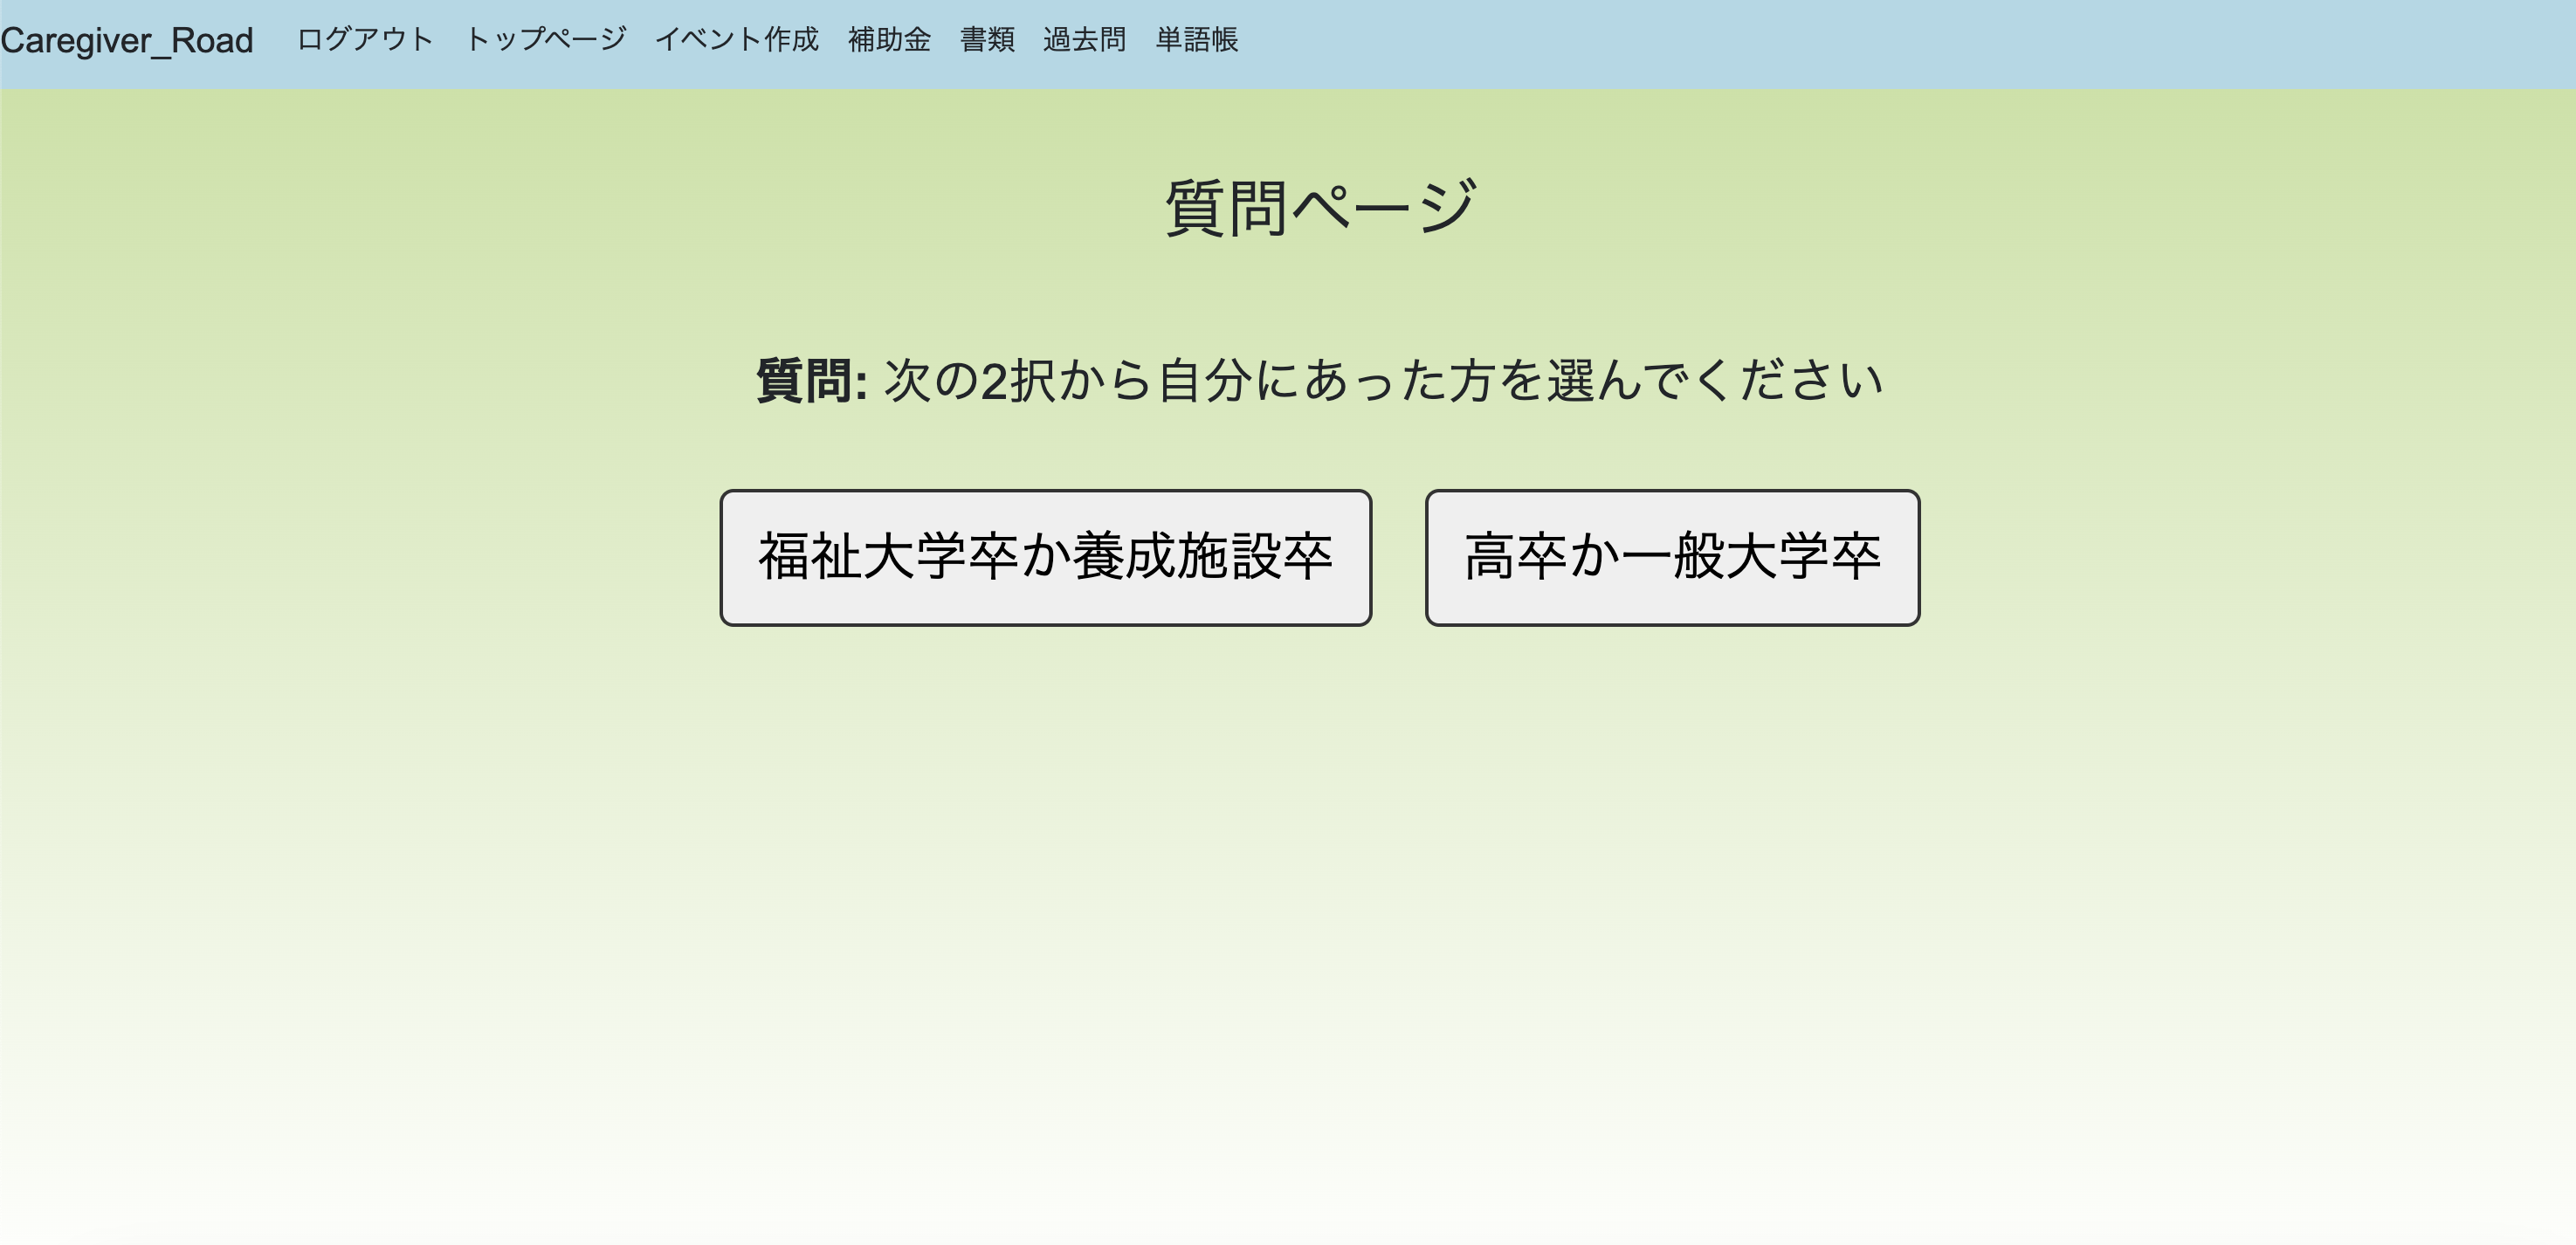 Caregiver_Road ログアウト トップページ イベント作成 補助金 書類 過去問 単語帳
質問ページ
質問: 次の2択から自分にあった方を選んでください
福祉大学卒か養成施設卒 高卒か一般大学卒